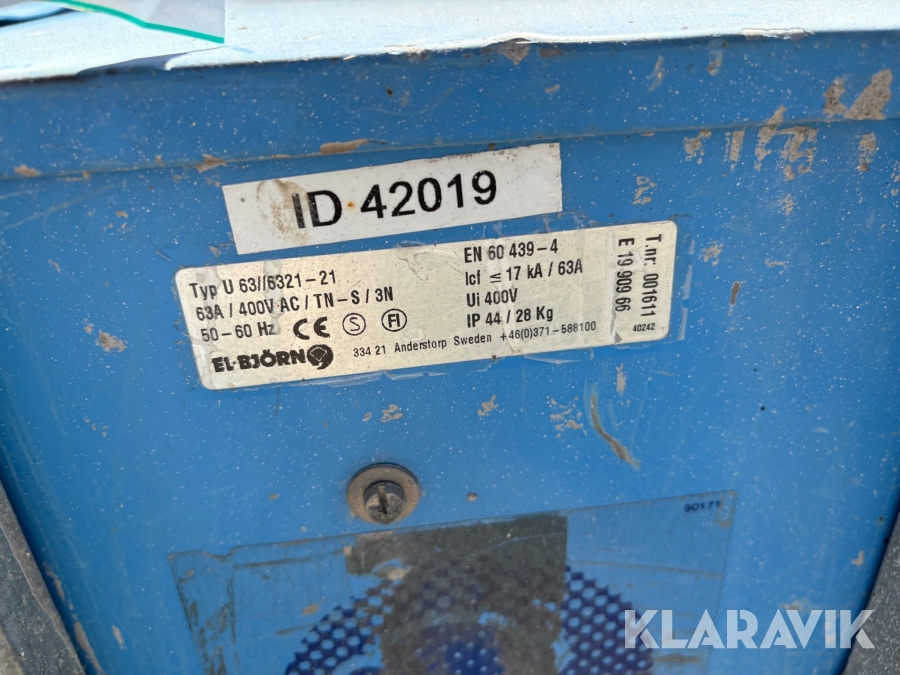 ID 42019
Typ U 63//6321-21
63A / 400V AC / TN-S / 3N
50-60 Hz CE S FI
EL-BJÖRN
EN 60 439-4
Icf ≤ 17 kA / 63A
Ui 400V
IP 44 / 28 Kg
334 21 Anderstorp Sweden +46(0)371-588100
T.nr. 001611
E 19 909 66
40242
90171
KLARAVIK